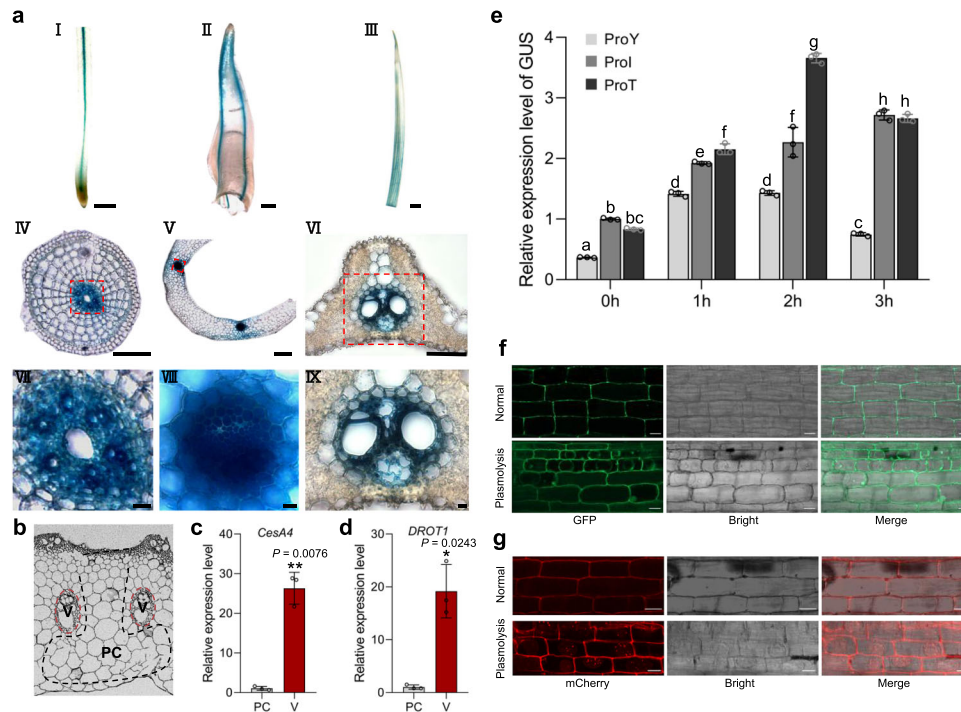 a
I
II
III
IV
V
VI
VII
VIII
IX
b
V
V
PC
c
CesA4
P = 0.0076
**
Relative expression level
40
30
20
10
0
PC
V
d
DROT1
P = 0.0243
*
Relative expression level
30
20
10
0
PC
V
e
Relative expression level of GUS
4
3
2
1
0
ProY
ProI
ProT
a
b
bc
d
e
f
d
f
g
c
h
h
0h
1h
2h
3h
f
Normal
Plasmolysis
GFP
Bright
Merge
g
Normal
Plasmolysis
mCherry
Bright
Merge